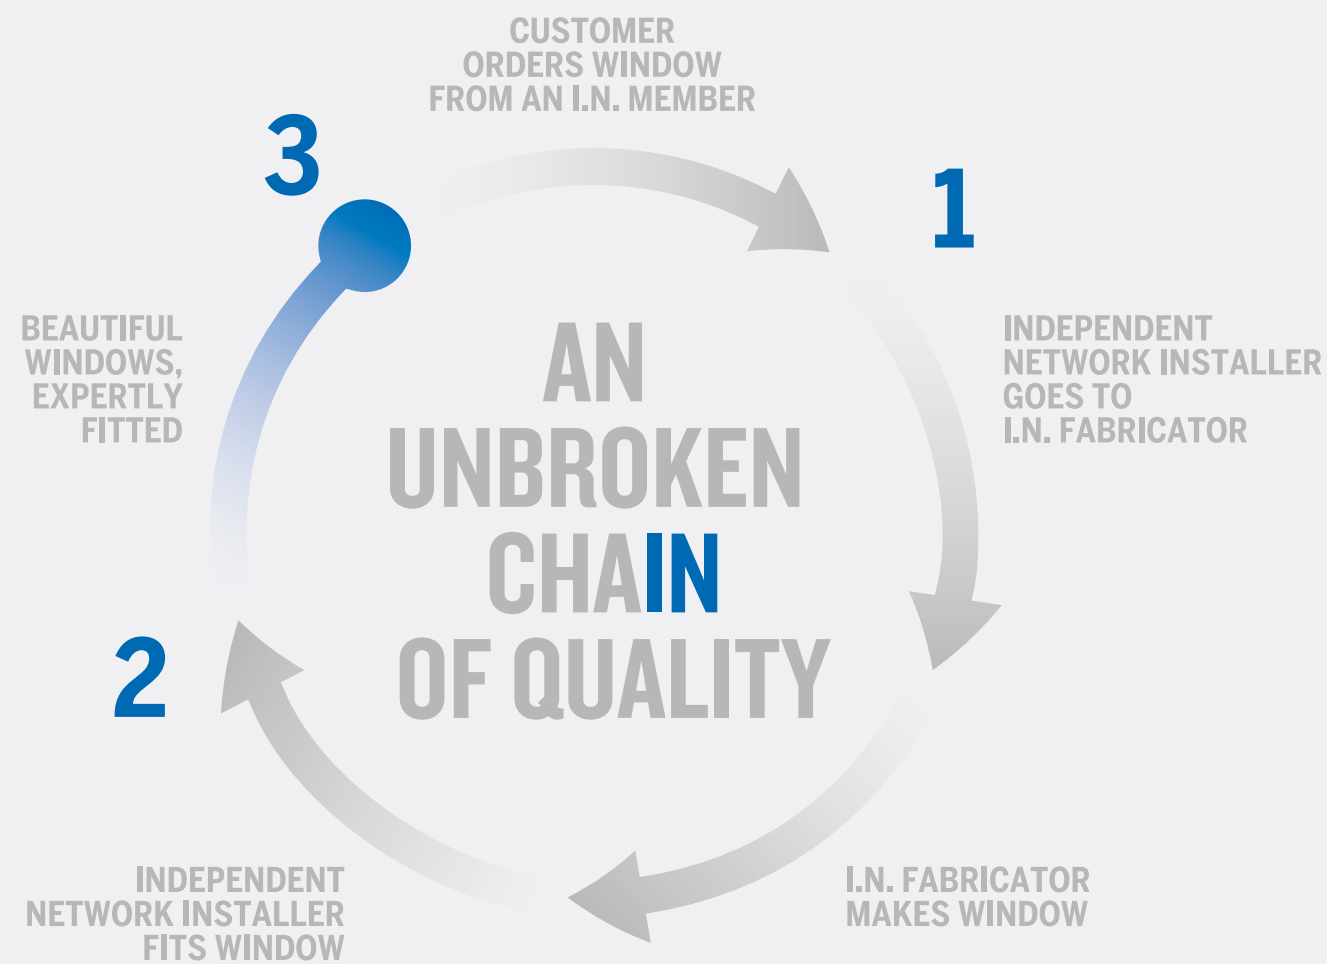 CUSTOMER
ORDERS WINDOW
FROM AN I.N. MEMBER
1
INDEPENDENT
NETWORK INSTALLER
GOES TO
I.N. FABRICATOR
I.N. FABRICATOR
MAKES WINDOW
INDEPENDENT
NETWORK INSTALLER
FITS WINDOW
2
BEAUTIFUL
WINDOWS,
EXPERTLY
FITTED
3
AN
UNBROKEN
CHAIN
OF QUALITY